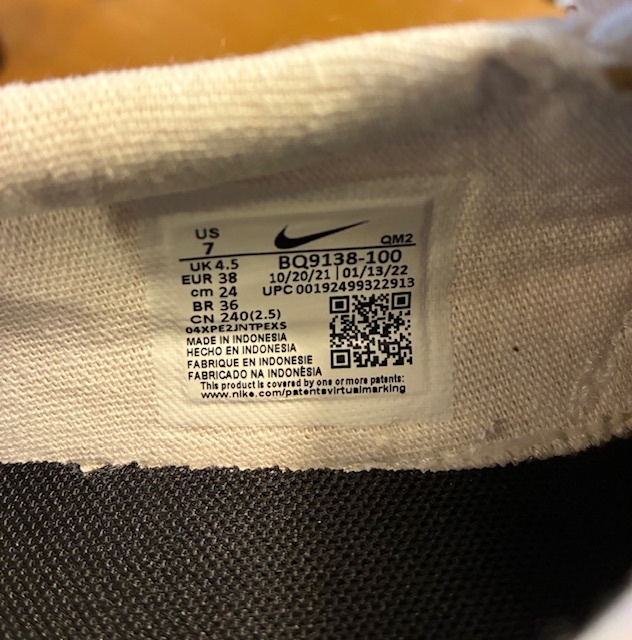 US
7
QM2
UK 4.5
EUR 38
cm 24
BR 36
CN 240(2.5)
BQ9138-100
10/20/21 | 01/13/22
UPC 00192499322913
04XPE2JNTPEXS
MADE IN INDONESIA
HECHO EN INDONESIA
FABRIQUE EN INDONESIE
FABRICADO NA INDONÈSIA
This product is covered by one or more patents:
www.nike.com/patentsvirtualmarking